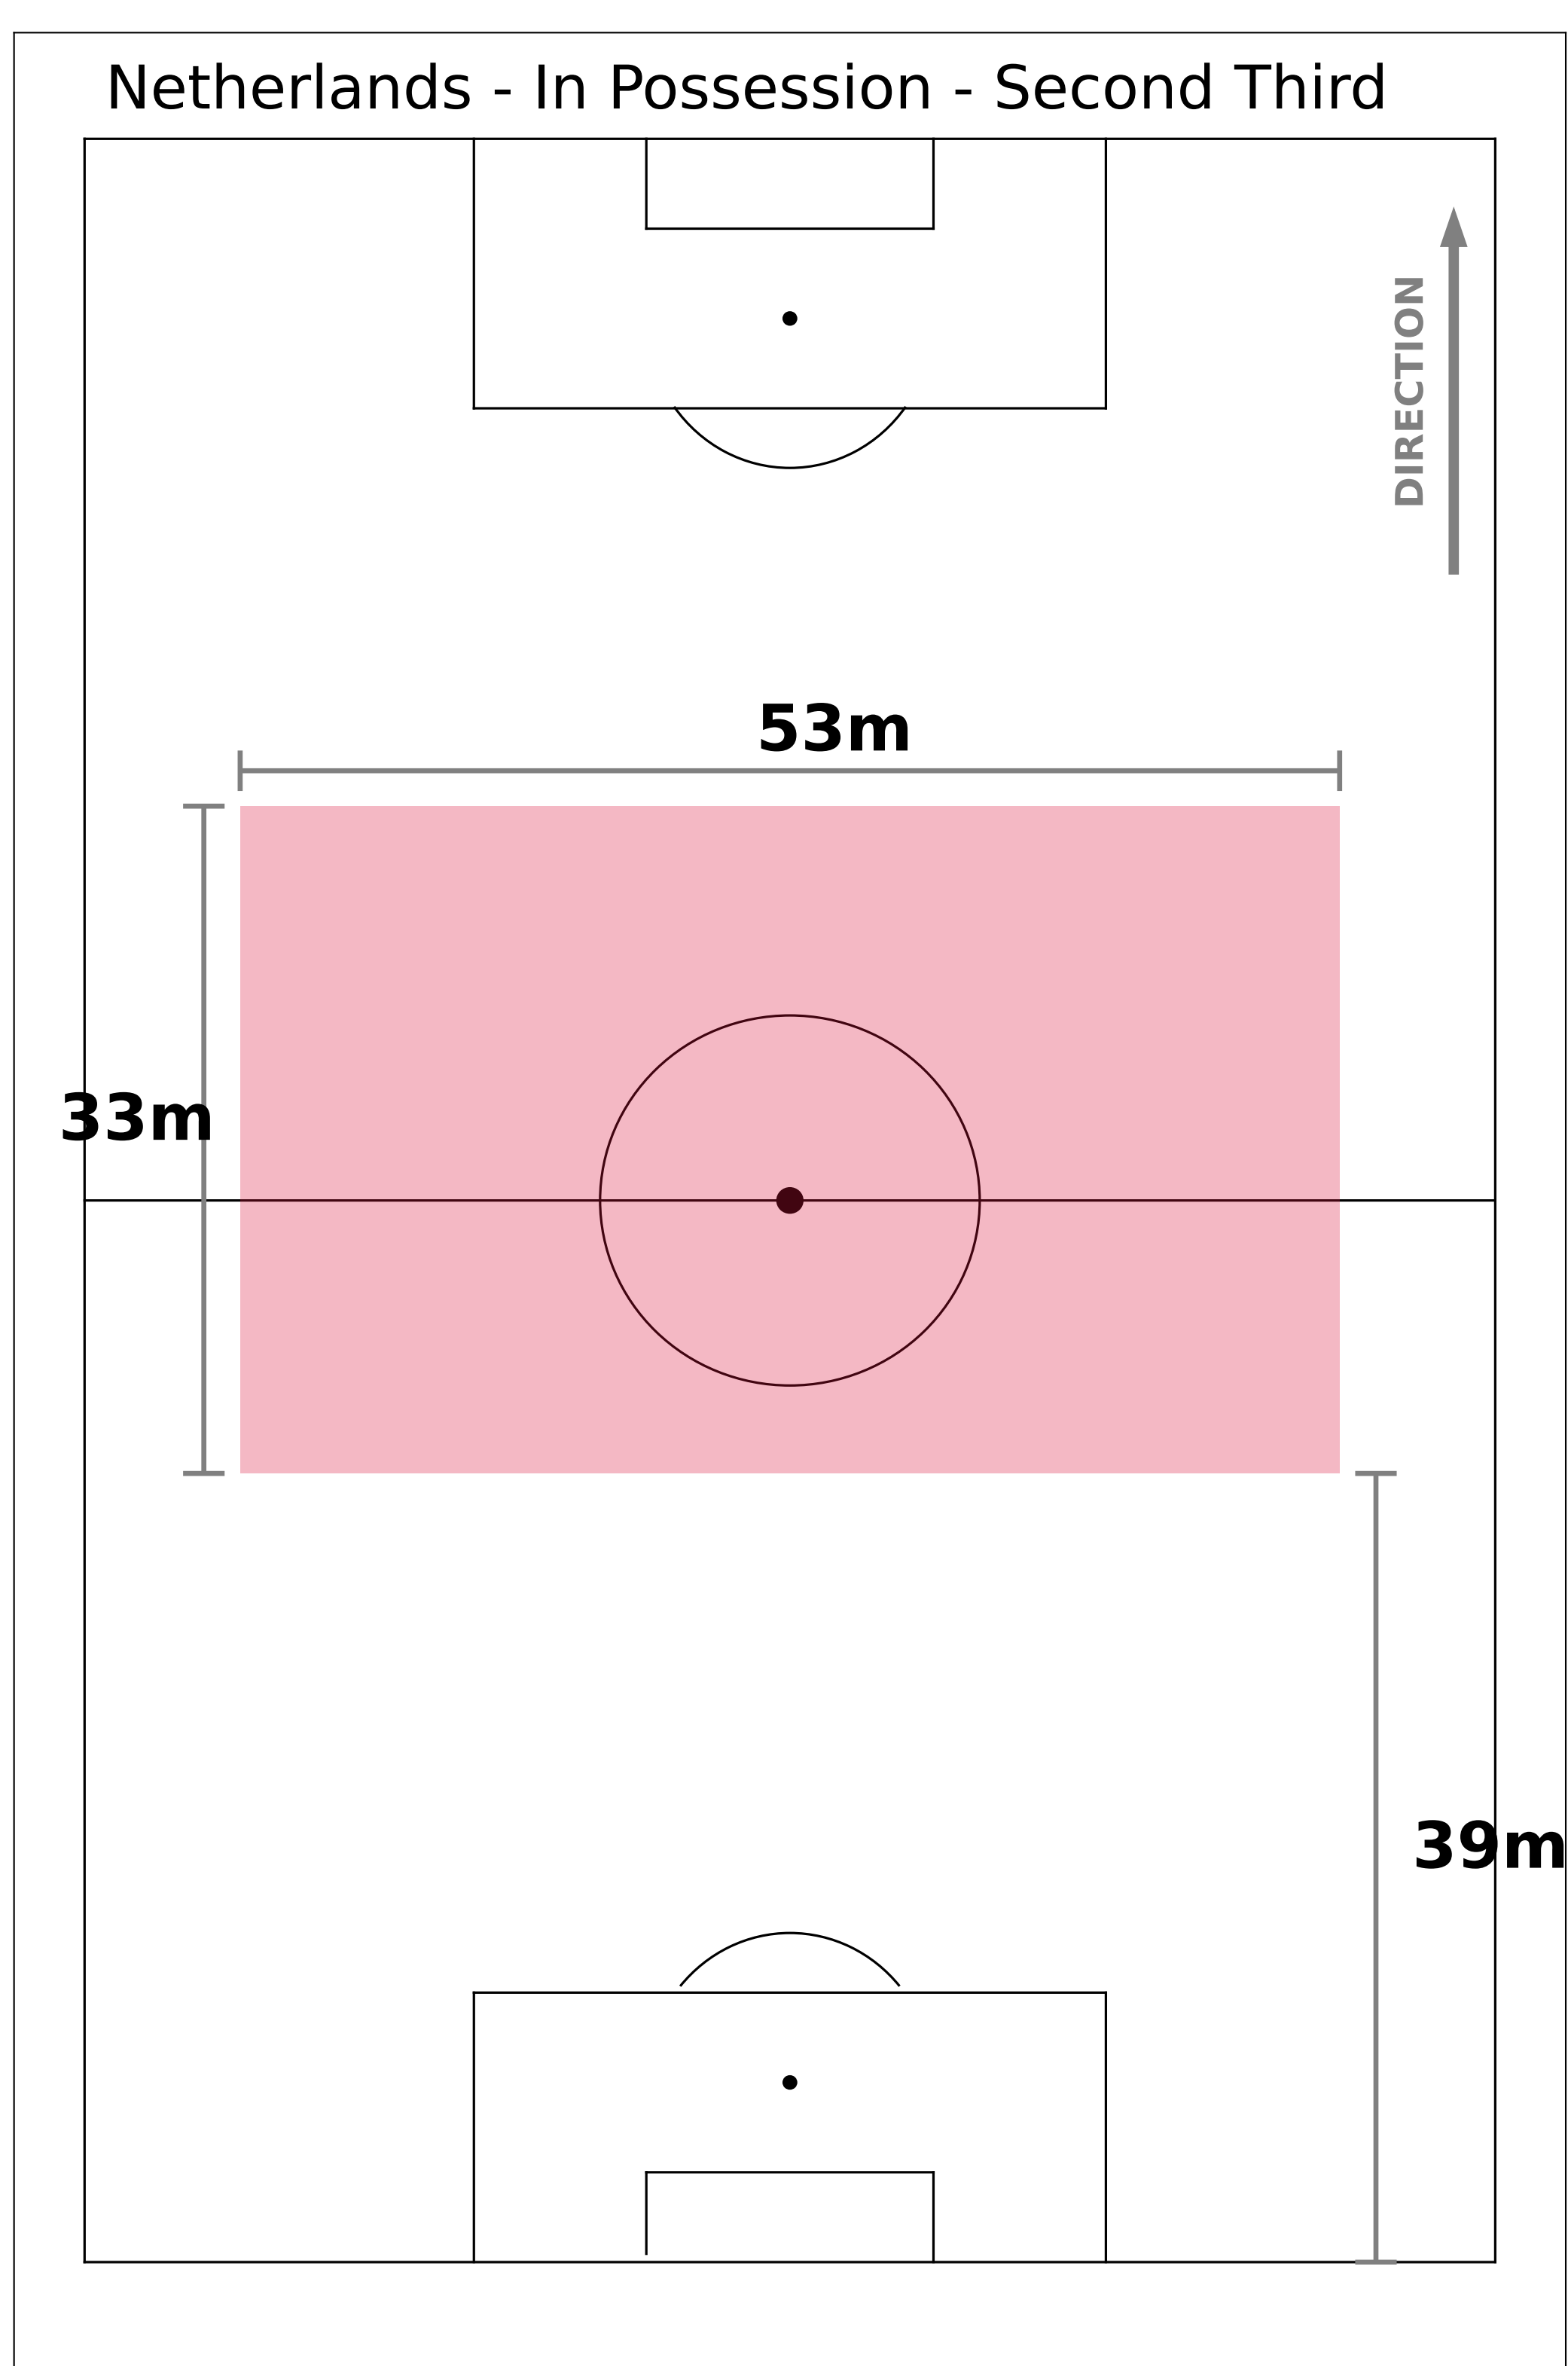 Netherlands - In Possession - Second Third
DIRECTION
53m
33m
39m